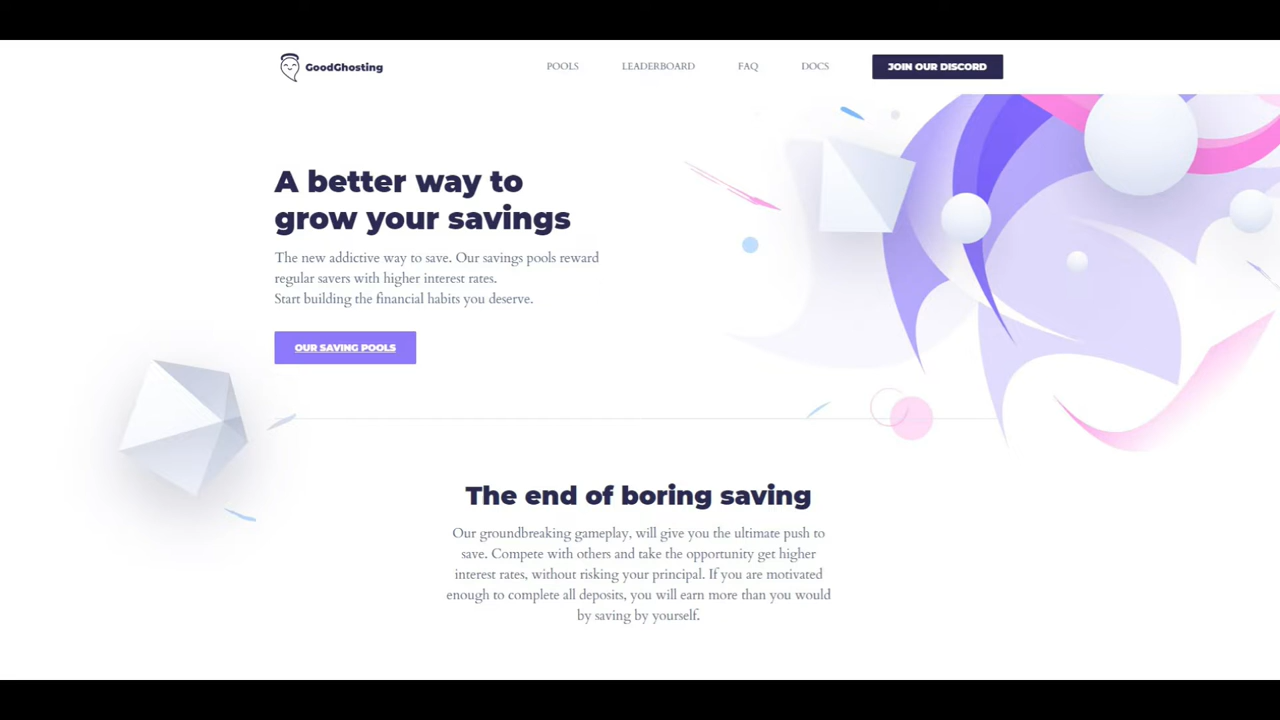 GoodGhosting
POOLS
LEADERBOARD
FAQ
DOCS
JOIN OUR DISCORD
A better way to
grow your savings
The new addictive way to save. Our savings pools reward
regular savers with higher interest rates.
Start building the financial habits you deserve.
OUR SAVING POOLS
The end of boring saving
Our groundbreaking gameplay, will give you the ultimate push to
save. Compete with others and take the opportunity get higher
interest rates, without risking your principal. If you are motivated
enough to complete all deposits, you will earn more than you would
by saving by yourself.